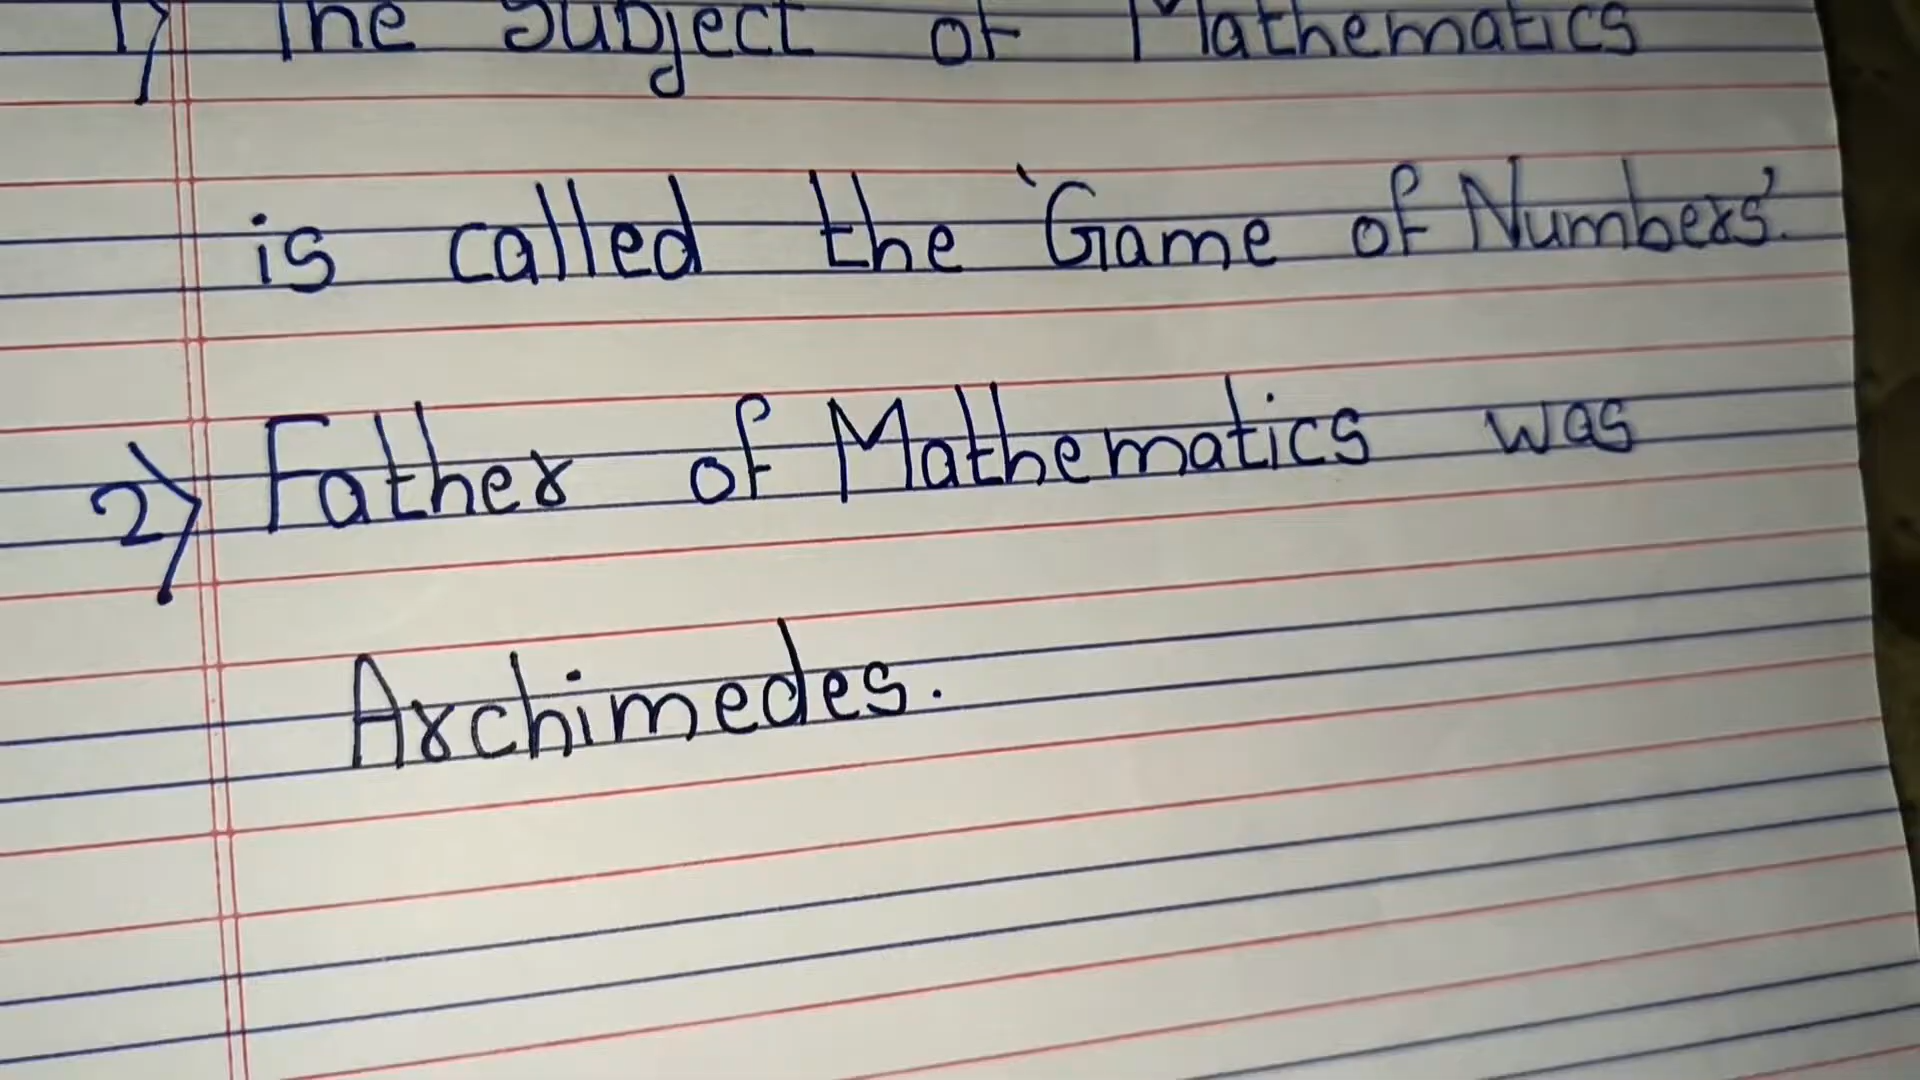 1) The Subject of Mathematics
is called the 'Game of Numbers'.
2) Father of Mathematics was
Archimedes.